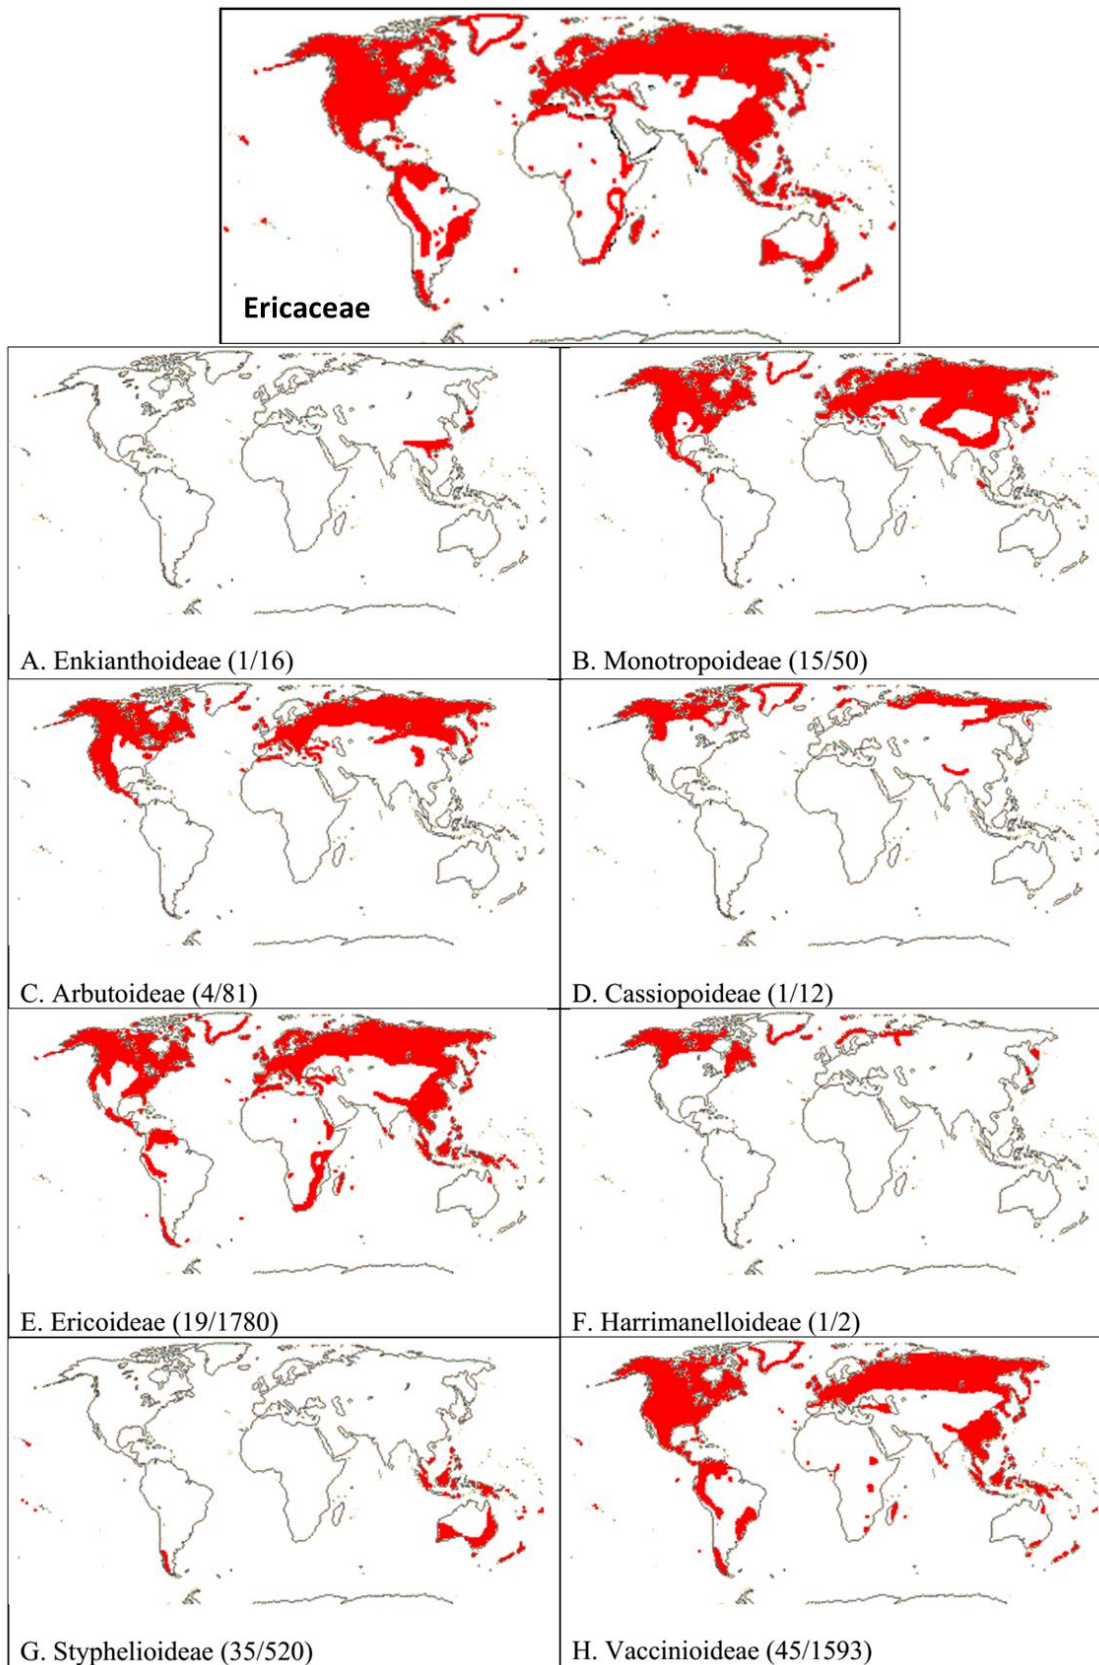 Ericaceae
A. Enkianthoideae (1/16)
B. Monotropoideae (15/50)
C. Arbutoideae (4/81)
D. Cassiopoideae (1/12)
E. Ericoideae (19/1780)
F. Harrimanelloideae (1/2)
G. Styphelioideae (35/520)
H. Vaccinioideae (45/1593)